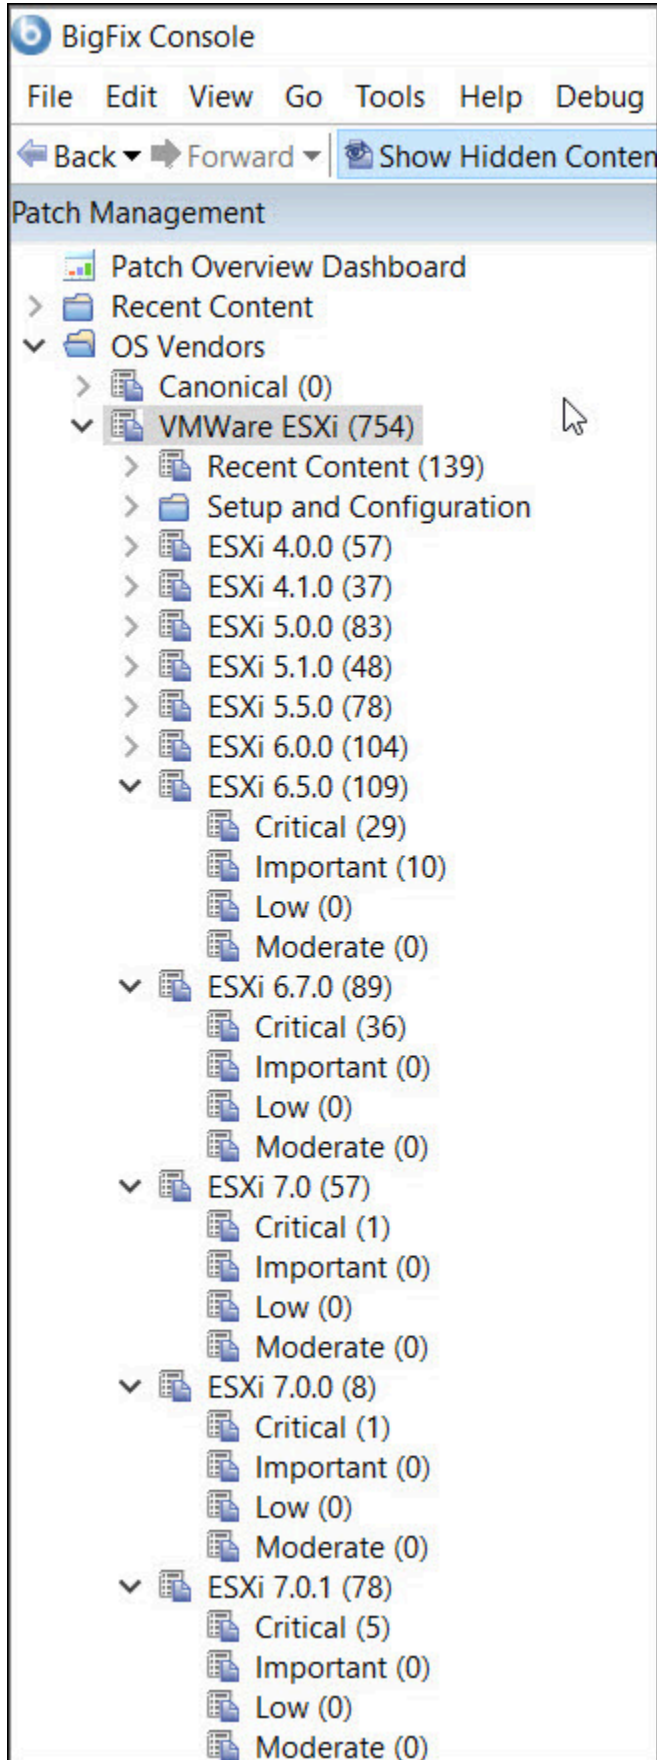 BigFix Console
File Edit View Go Tools Help Debug
Back Forward Show Hidden Conten
Patch Management
Patch Overview Dashboard
Recent Content
OS Vendors
Canonical (0)
VMWare ESXi (754)
Recent Content (139)
Setup and Configuration
ESXi 4.0.0 (57)
ESXi 4.1.0 (37)
ESXi 5.0.0 (83)
ESXi 5.1.0 (48)
ESXi 5.5.0 (78)
ESXi 6.0.0 (104)
ESXi 6.5.0 (109)
Critical (29)
Important (10)
Low (0)
Moderate (0)
ESXi 6.7.0 (89)
Critical (36)
Important (0)
Low (0)
Moderate (0)
ESXi 7.0 (57)
Critical (1)
Important (0)
Low (0)
Moderate (0)
ESXi 7.0.0 (8)
Critical (1)
Important (0)
Low (0)
Moderate (0)
ESXi 7.0.1 (78)
Critical (5)
Important (0)
Low (0)
Moderate (0)